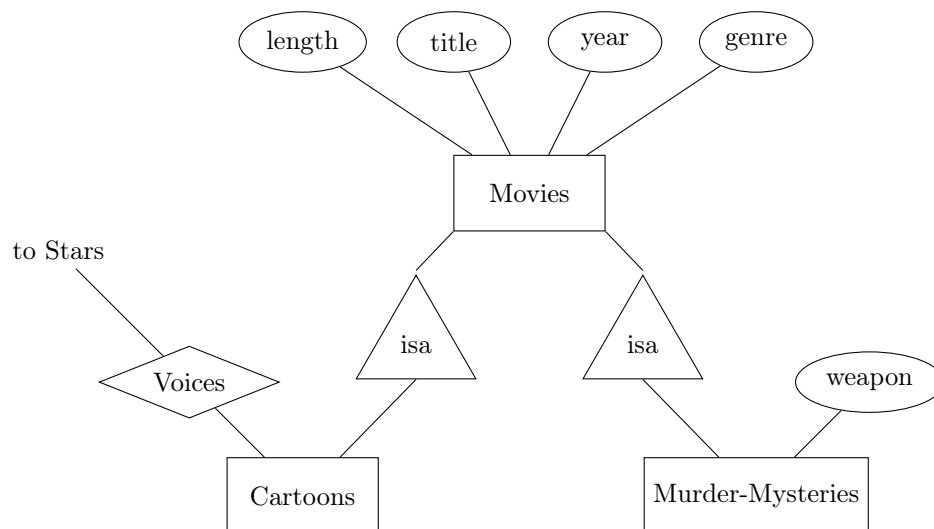 length
title
year
genre
Movies
to Stars
isa
isa
Voices
weapon
Cartoons
Murder-Mysteries